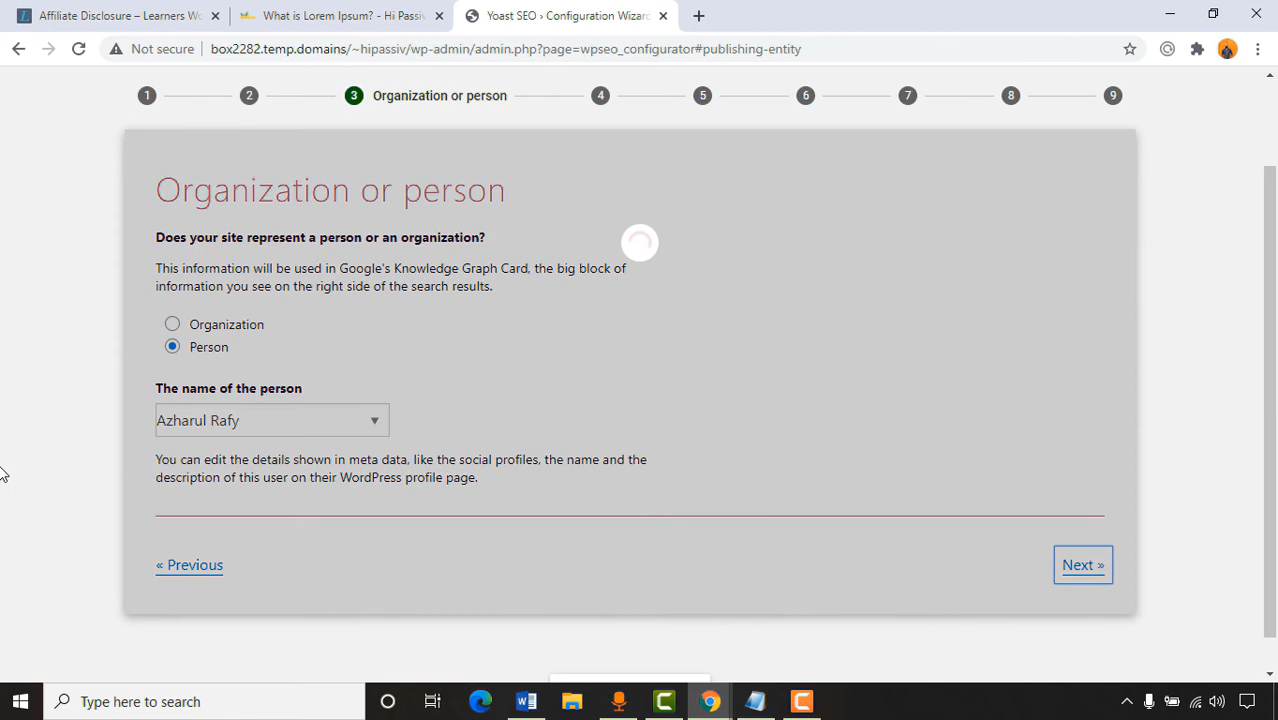 Affiliate Disclosure – Learners Wo
What is Lorem Ipsum? - Hi Passiv
Yoast SEO › Configuration Wizard
Not secure
box2282.temp.domains/~hipassiv/wp-admin/admin.php?page=wpseo_configurator#publishing-entity
1
2
3
Organization or person
4
5
6
7
8
9
Organization or person
Does your site represent a person or an organization?
This information will be used in Google's Knowledge Graph Card, the big block of
information you see on the right side of the search results.
Organization
Person
The name of the person
Azharul Rafy
You can edit the details shown in meta data, like the social profiles, the name and the
description of this user on their WordPress profile page.
« Previous
Next »
Type here to search